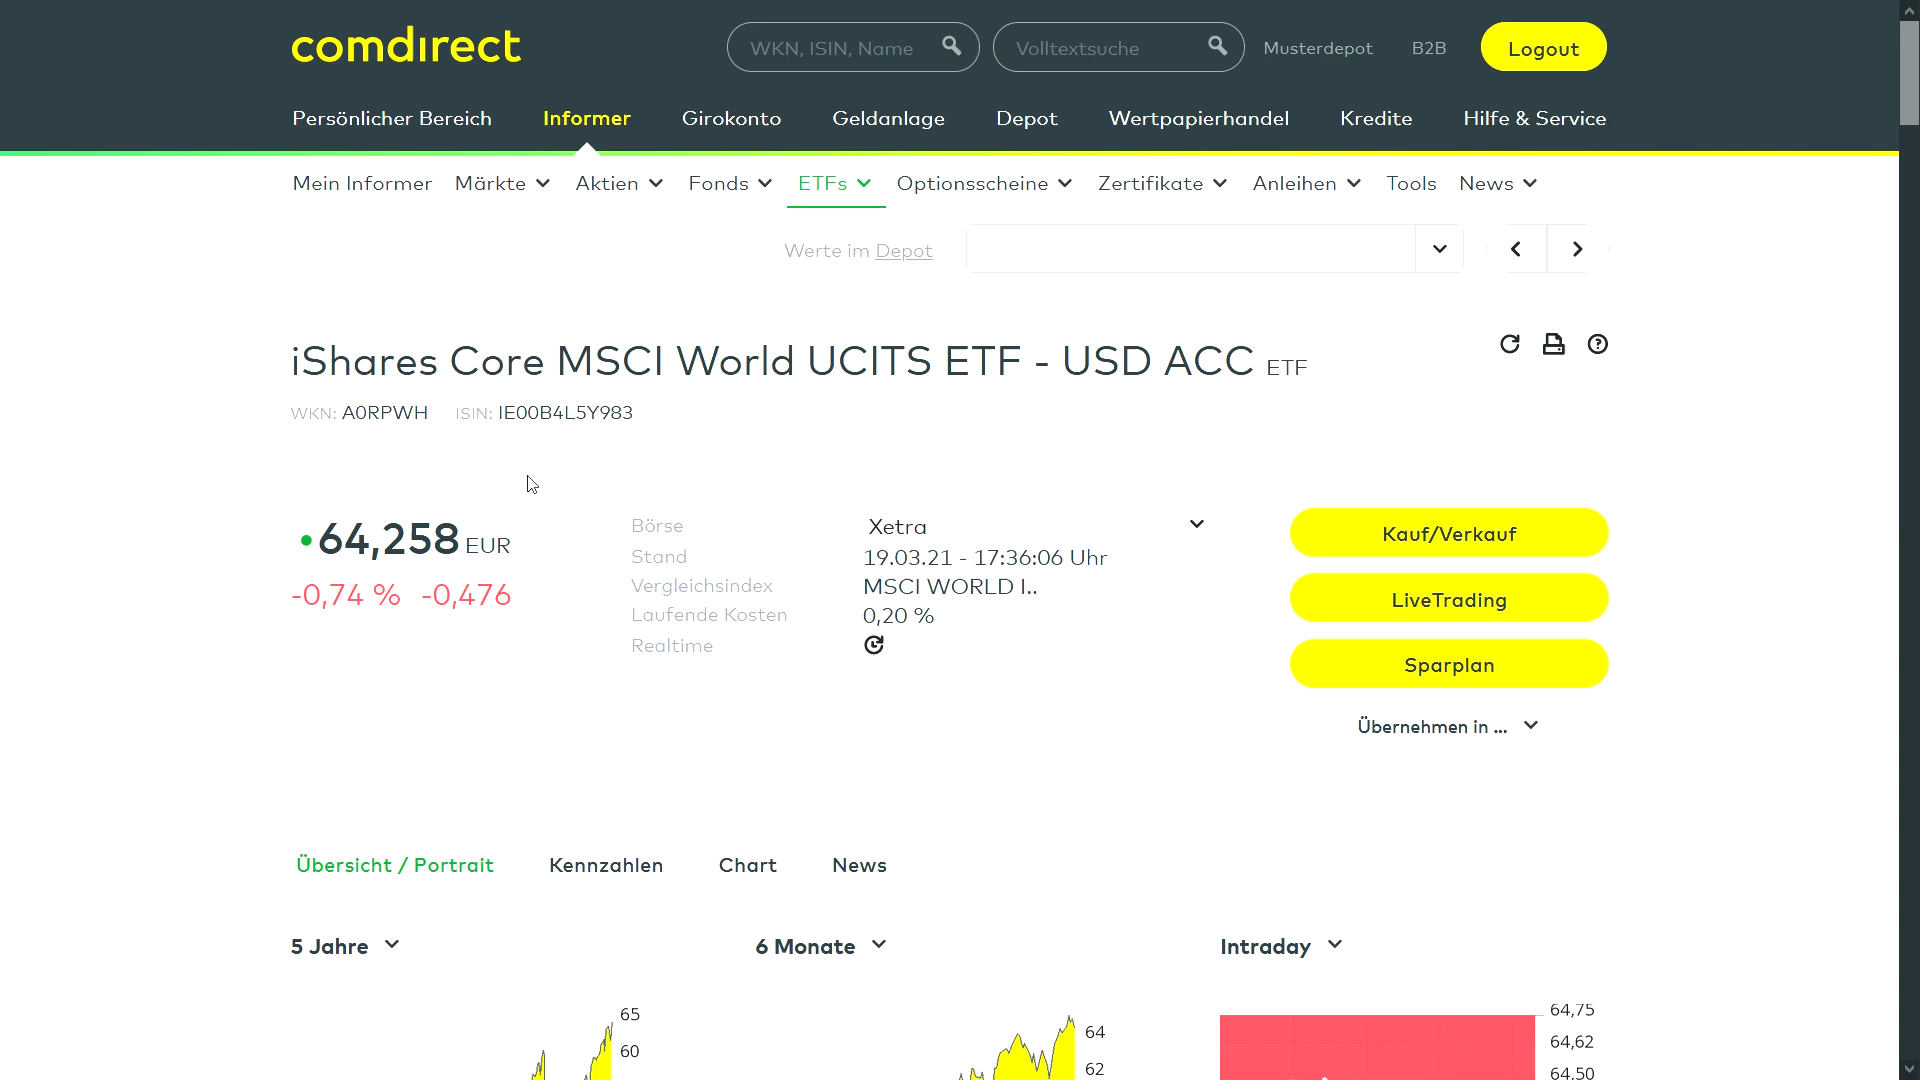 comdirect
WKN, ISIN, Name
Volltextsuche
Musterdepot
B2B
Logout
Persönlicher Bereich
Informer
Girokonto
Geldanlage
Depot
Wertpapierhandel
Kredite
Hilfe & Service
Mein Informer
Märkte
Aktien
Fonds
ETFs
Optionsscheine
Zertifikate
Anleihen
Tools
News
Werte im Depot
iShares Core MSCI World UCITS ETF - USD ACC ETF
WKN: A0RPWH ISIN: IE00B4L5Y983
64,258 EUR
-0,74 % -0,476
Börse Xetra
Stand 19.03.21 - 17:36:06 Uhr
Vergleichsindex MSCI WORLD I..
Laufende Kosten 0,20 %
Realtime
Kauf/Verkauf
LiveTrading
Sparplan
Übernehmen in ...
Übersicht / Portrait
Kennzahlen
Chart
News
5 Jahre
6 Monate
Intraday
65
60
64
62
64,75
64,62
64,50